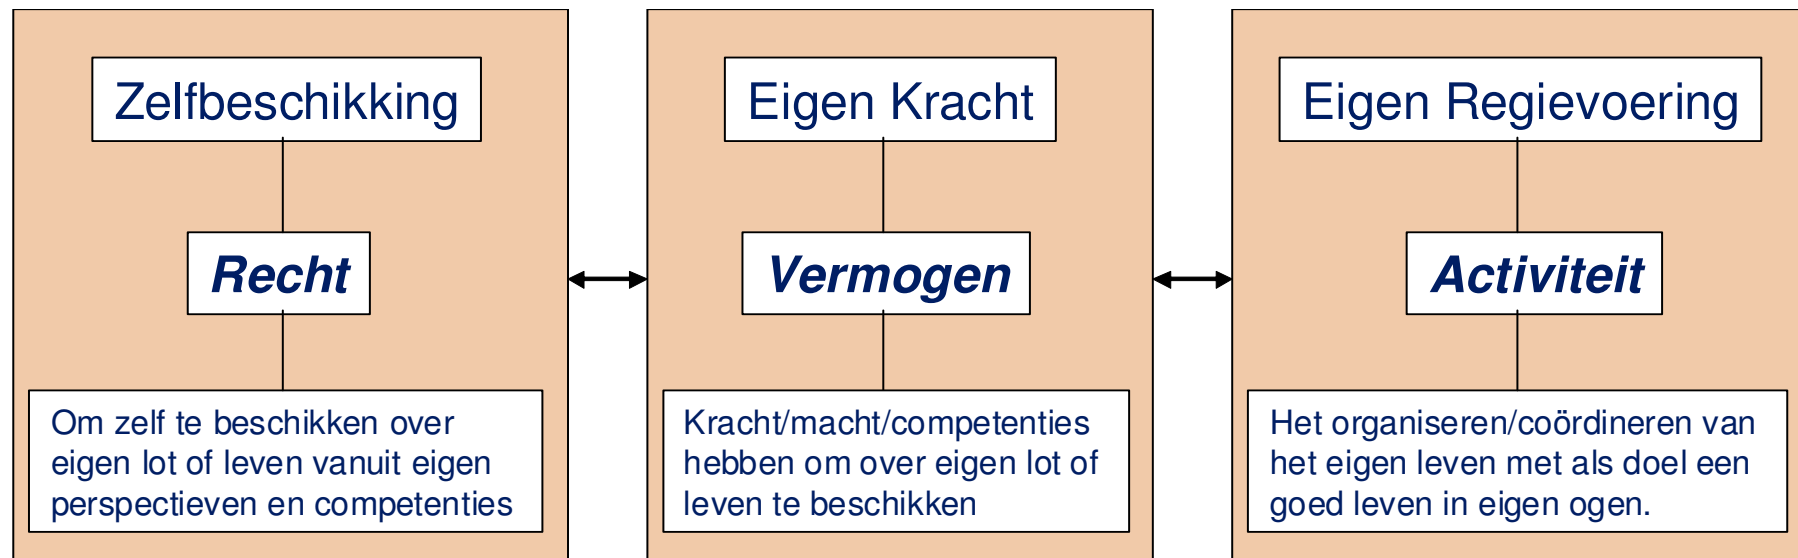 Zelfbeschikking
Recht
Om zelf te beschikken over
eigen lot of leven vanuit eigen
perspectieven en competenties
Eigen Kracht
Vermogen
Kracht/macht/competenties
hebben om over eigen lot of
leven te beschikken
Eigen Regievoering
Activiteit
Het organiseren/coördineren van
het eigen leven met als doel een
goed leven in eigen ogen.